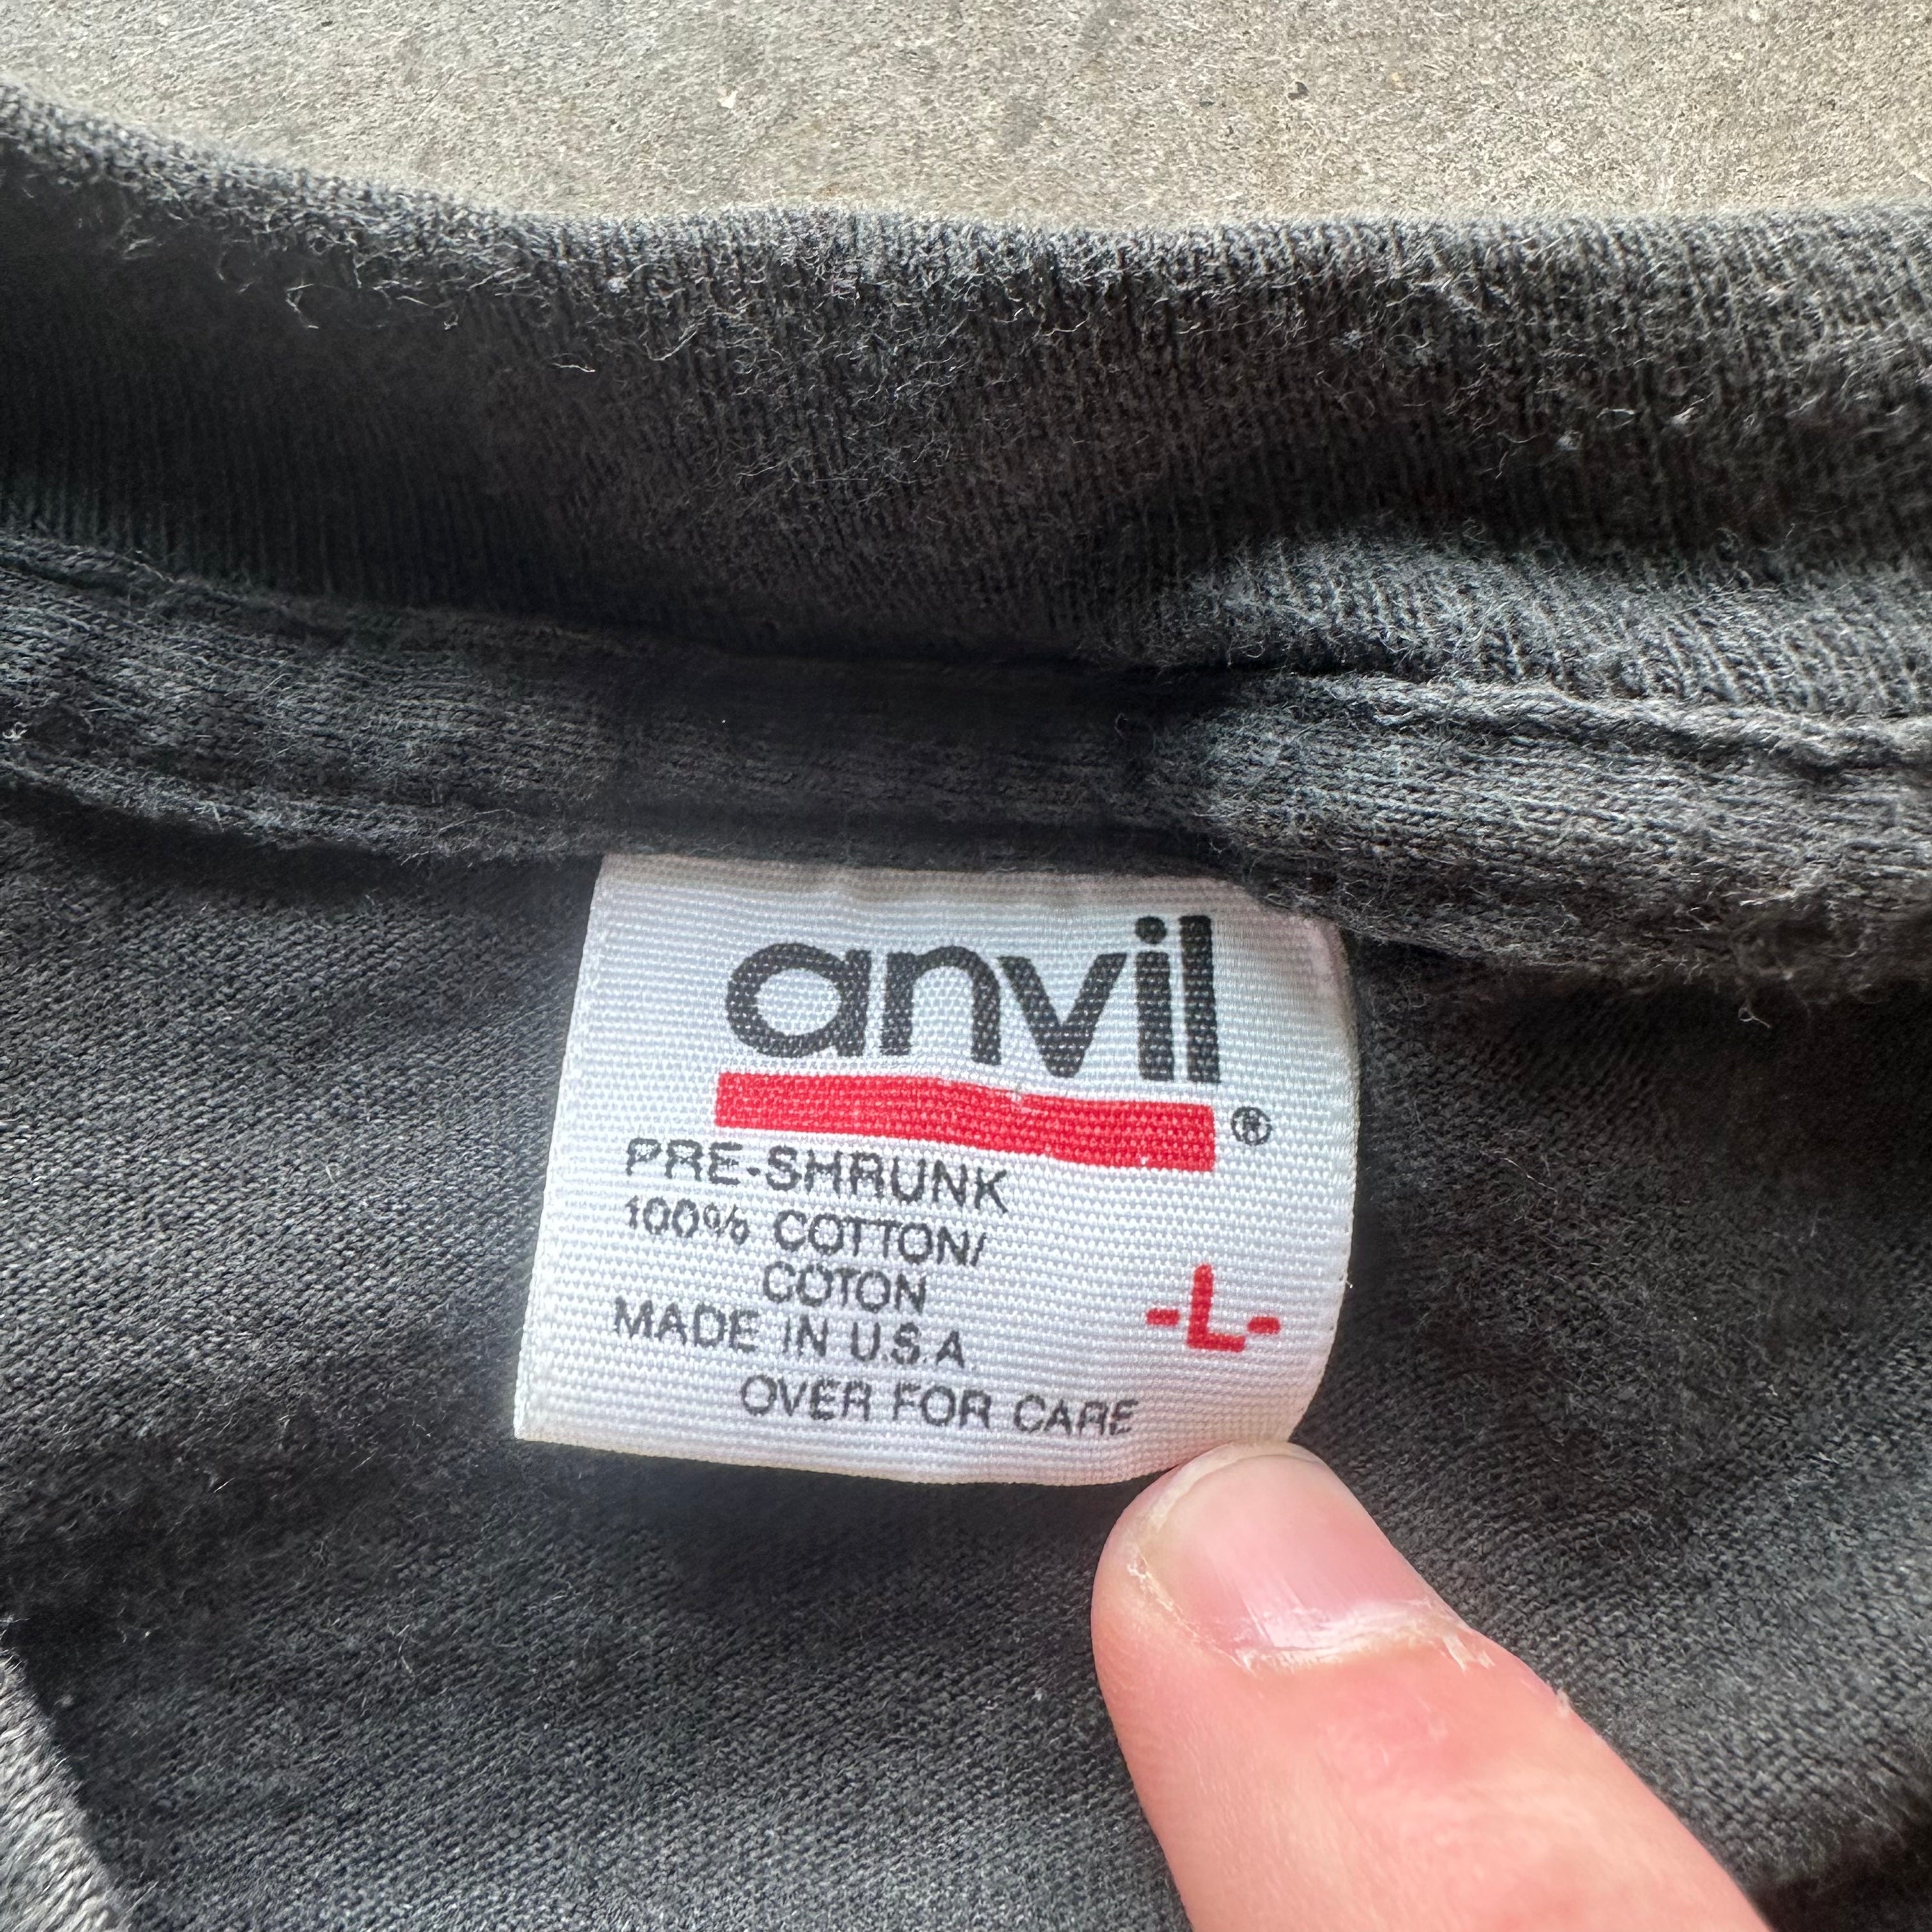 anvil
®
PRE-SHRUNK
100% COTTON/
COTON
MADE IN U.S.A.
-L-
OVER FOR CARE